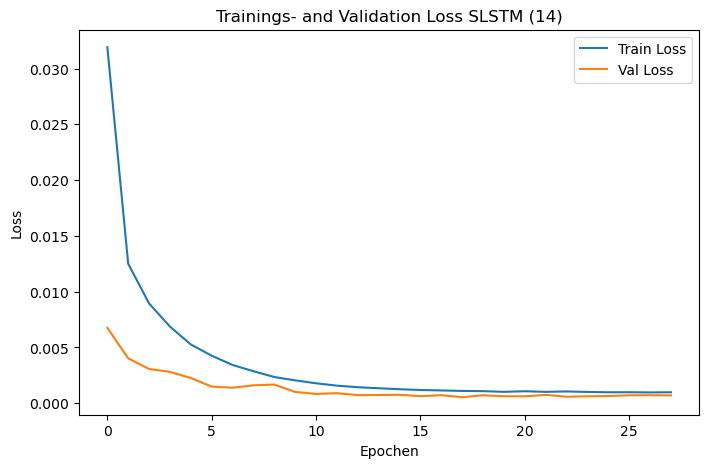 Trainings- and Validation Loss SLSTM (14)
Train Loss
Val Loss
Loss
0.030
0.025
0.020
0.015
0.010
0.005
0.000
0 5 10 15 20 25
Epochen